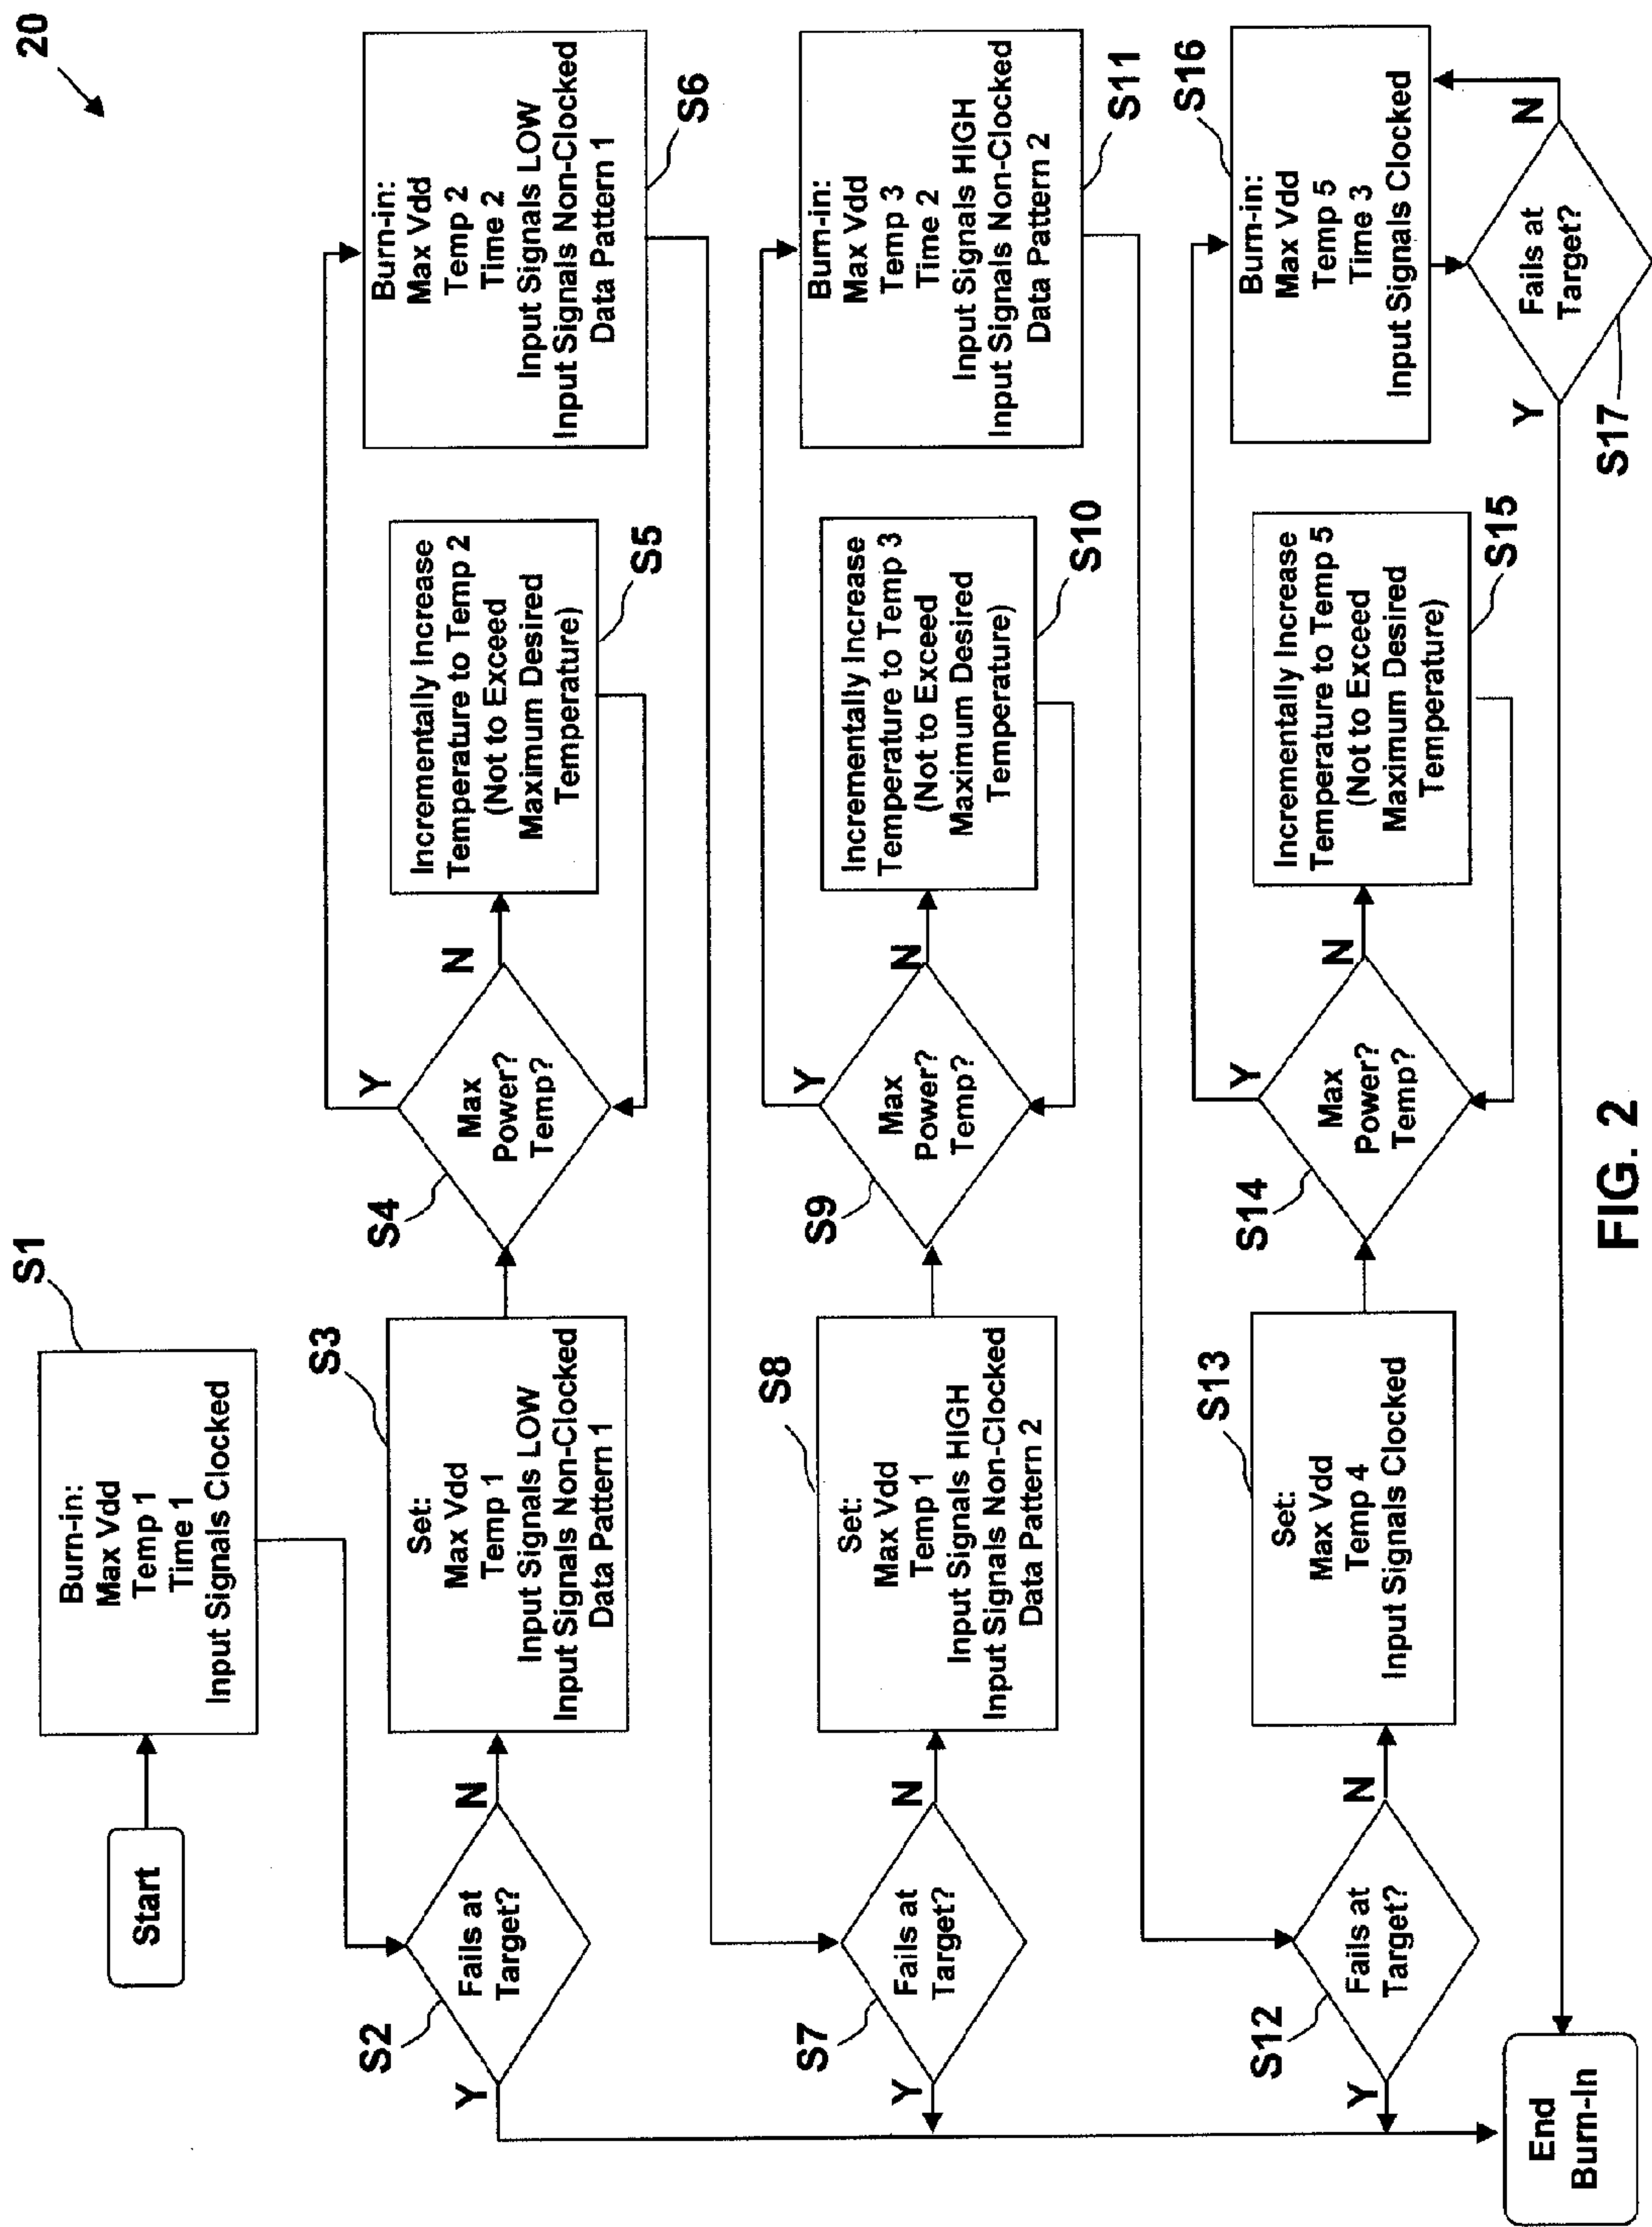 20
Start
S1
Burn-in:
Max Vdd
Temp 1
Time 1
Input Signals Clocked
S2
Fails at
Target?
Y
N
S3
Set:
Max Vdd
Temp 1
Input Signals LOW
Input Signals Non-Clocked
Data Pattern 1
S4
Max
Power?
Temp?
Y
N
Incrementally Increase
Temperature to Temp 2
(Not to Exceed
Maximum Desired
Temperature)
S5
Burn-in:
Max Vdd
Temp 2
Time 2
Input Signals LOW
Input Signals Non-Clocked
Data Pattern 1
S6
S7
Fails at
Target?
Y
N
S8
Set:
Max Vdd
Temp 1
Input Signals HIGH
Input Signals Non-Clocked
Data Pattern 2
S9
Max
Power?
Temp?
Y
N
Incrementally Increase
Temperature to Temp 3
(Not to Exceed
Maximum Desired
Temperature)
S10
Burn-in:
Max Vdd
Temp 3
Time 2
Input Signals HIGH
Input Signals Non-Clocked
Data Pattern 2
S11
S12
Fails at
Target?
Y
N
S13
Set:
Max Vdd
Temp 4
Input Signals Clocked
S14
Max
Power?
Temp?
Y
N
Incrementally Increase
Temperature to Temp 5
(Not to Exceed
Maximum Desired
Temperature)
S15
S16
Burn-in:
Max Vdd
Temp 5
Time 3
Input Signals Clocked
Fails at
Target?
Y
N
S17
End
Burn-In
FIG. 2